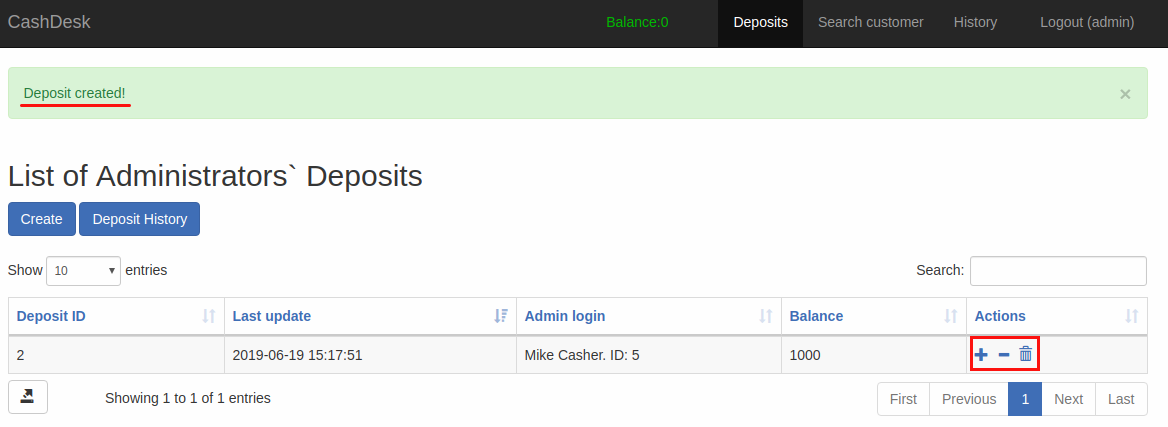 CashDesk Balance:0 Deposits Search customer History Logout (admin)
Deposit created! ×
List of Administrators` Deposits
Create Deposit History
Show 10 entries Search:
Deposit ID Last update Admin login Balance Actions
2 2019-06-19 15:17:51 Mike Casher. ID: 5 1000
Showing 1 to 1 of 1 entries First Previous 1 Next Last